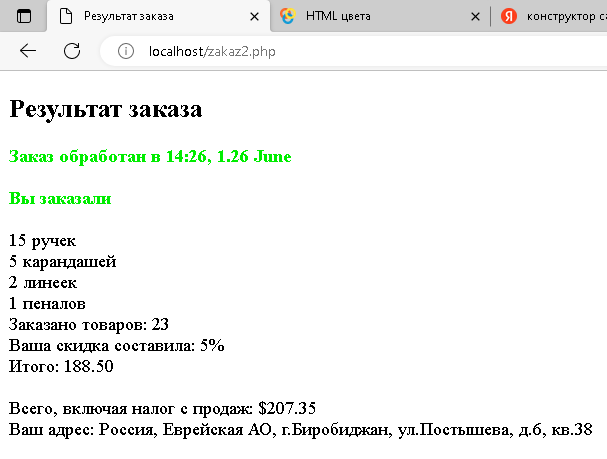 Результат заказа
HTML цвета
конструктор са
localhost/zakaz2.php
Результат заказа
Заказ обработан в 14:26, 1.26 June
Вы заказали
15 ручек
5 карандашей
2 линеек
1 пеналов
Заказано товаров: 23
Ваша скидка составила: 5%
Итого: 188.50
Всего, включая налог с продаж: $207.35
Ваш адрес: Россия, Еврейская АО, г.Биробиджан, ул.Постышева, д.6, кв.38